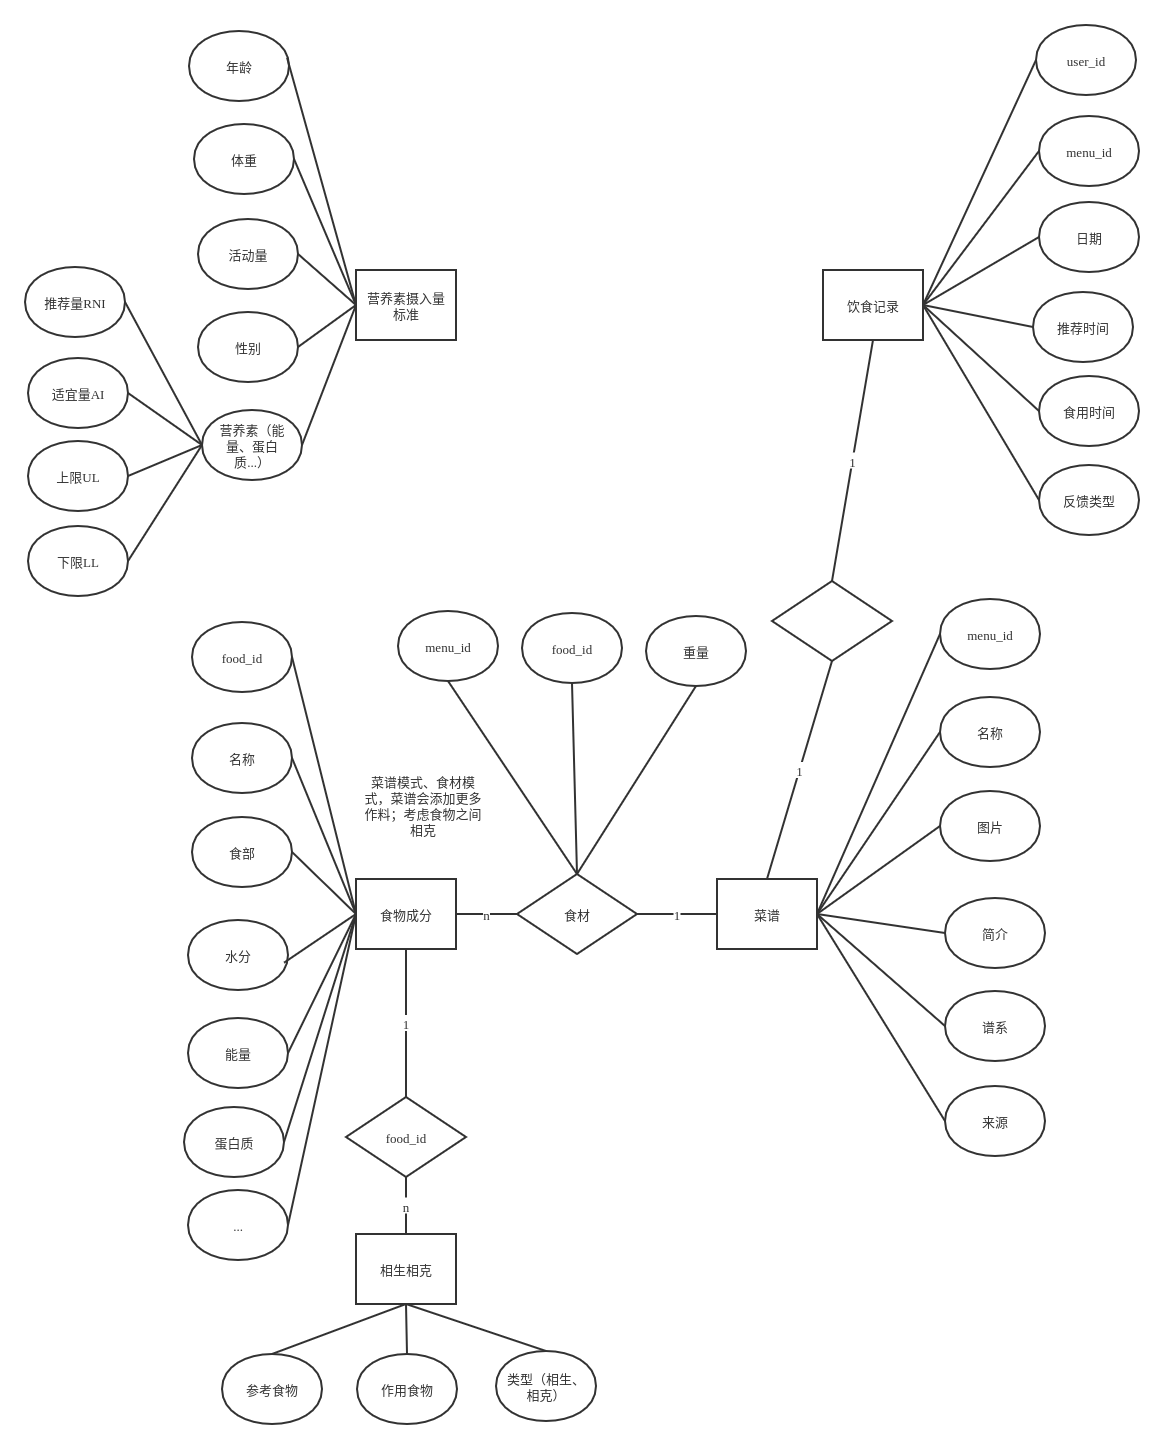 年龄
体重
活动量
性别
营养素（能
量、蛋白
质...）
推荐量RNI
适宜量AI
上限UL
下限LL
营养素摄入量
标准
user_id
menu_id
日期
推荐时间
食用时间
反馈类型
饮食记录
1
1
menu_id
food_id
重量
food_id
名称
食部
水分
能量
蛋白质
...
菜谱模式、食材模
式，菜谱会添加更多
作料；考虑食物之间
相克
食物成分
n
食材
1
菜谱
menu_id
名称
图片
简介
谱系
来源
1
food_id
n
相生相克
参考食物
作用食物
类型（相生、
相克）